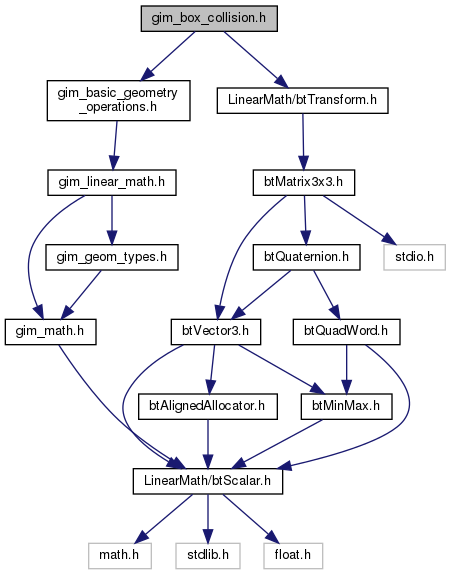 gim_box_collision.h
gim_basic_geometry
_operations.h
LinearMath/btTransform.h
gim_linear_math.h
btMatrix3x3.h
gim_geom_types.h
btQuaternion.h
stdio.h
gim_math.h
btVector3.h
btQuadWord.h
btAlignedAllocator.h
btMinMax.h
LinearMath/btScalar.h
math.h
stdlib.h
float.h